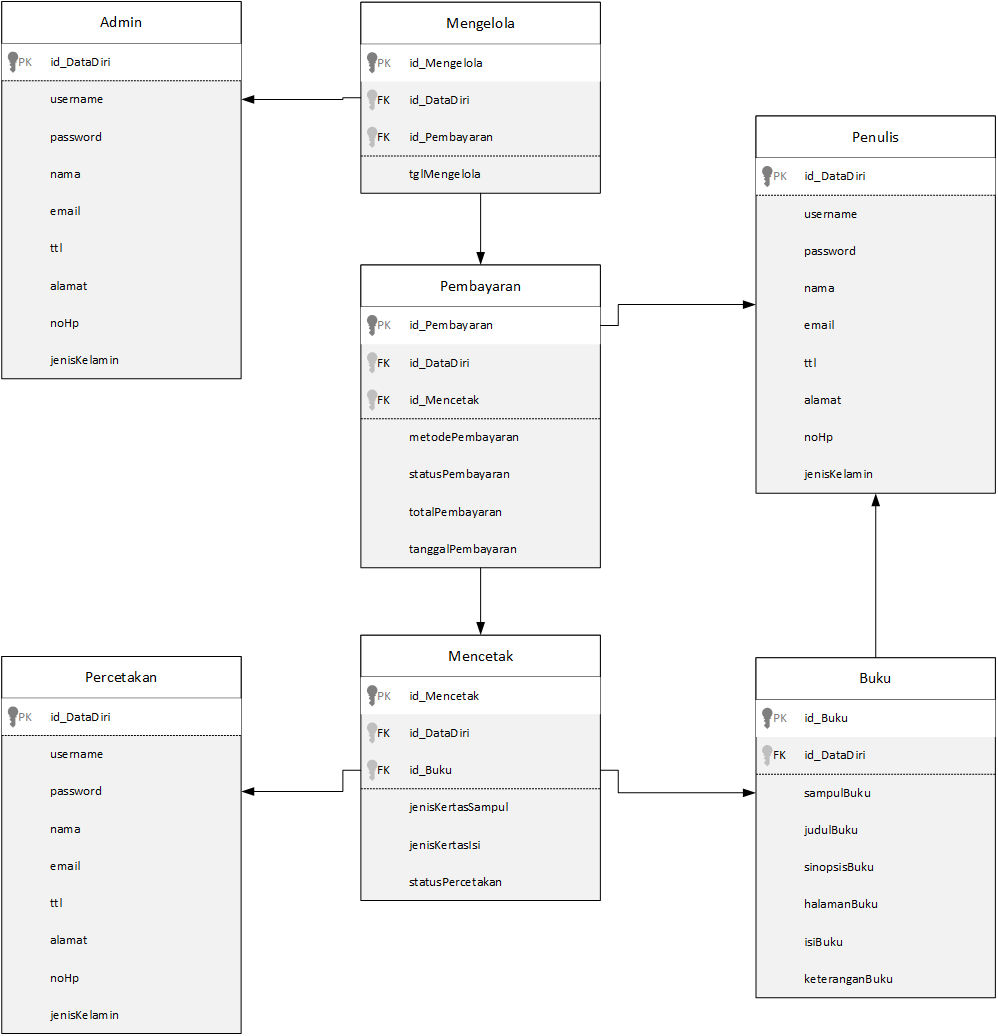 Admin
PK id_DataDiri
username
password
nama
email
ttl
alamat
noHp
jenisKelamin
Mengelola
PK id_Mengelola
FK id_DataDiri
FK id_Pembayaran
tglMengelola
Penulis
PK id_DataDiri
username
password
nama
email
ttl
alamat
noHp
jenisKelamin
Pembayaran
PK id_Pembayaran
FK id_DataDiri
FK id_Mencetak
metodePembayaran
statusPembayaran
totalPembayaran
tanggalPembayaran
Percetakan
PK id_DataDiri
username
password
nama
email
ttl
alamat
noHp
jenisKelamin
Mencetak
PK id_Mencetak
FK id_DataDiri
FK id_Buku
jenisKertasSampul
jenisKertasIsi
statusPercetakan
Buku
PK id_Buku
FK id_DataDiri
sampulBuku
judulBuku
sinopsisBuku
halamanBuku
isiBuku
keteranganBuku